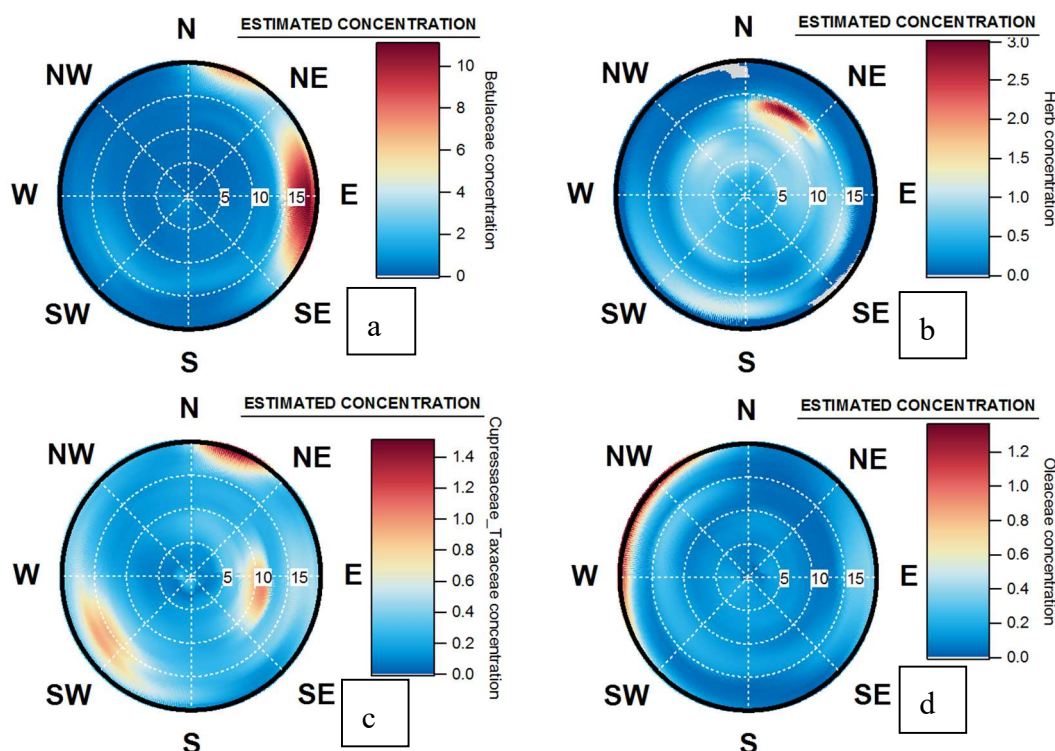 ESTIMATED CONCENTRATION
N
NE
E
SE
S
SW
W
NW
5
10
15
10
8
6
4
2
0
Betulaceae concentration
a
ESTIMATED CONCENTRATION
N
NE
E
SE
S
SW
W
NW
5
10
15
3.0
2.5
2.0
1.5
1.0
0.5
0.0
Herb concentration
b
ESTIMATED CONCENTRATION
N
NE
E
SE
S
SW
W
NW
5
10
15
1.4
1.2
1.0
0.8
0.6
0.4
0.2
0.0
Cupressaceae_Taxaceae concentration
c
ESTIMATED CONCENTRATION
N
NE
E
SE
S
SW
W
NW
5
10
15
1.2
1.0
0.8
0.6
0.4
0.2
0.0
Oleaceae concentration
d